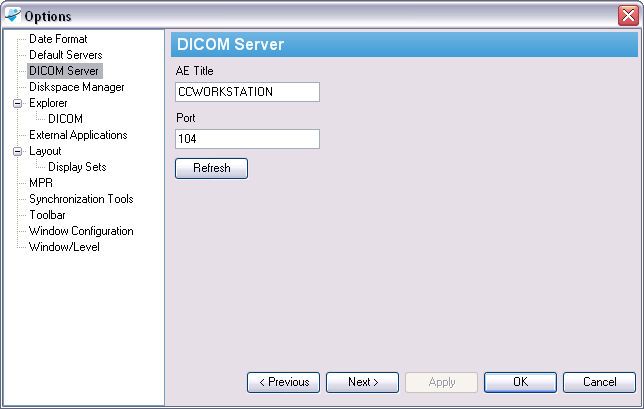 Options
Date Format
Default Servers
DICOM Server
Diskspace Manager
Explorer
DICOM
External Applications
Layout
Display Sets
MPR
Synchronization Tools
Toolbar
Window Configuration
Window/Level
DICOM Server
AE Title
CCWORKSTATION
Port
104
Refresh
< Previous
Next >
Apply
OK
Cancel